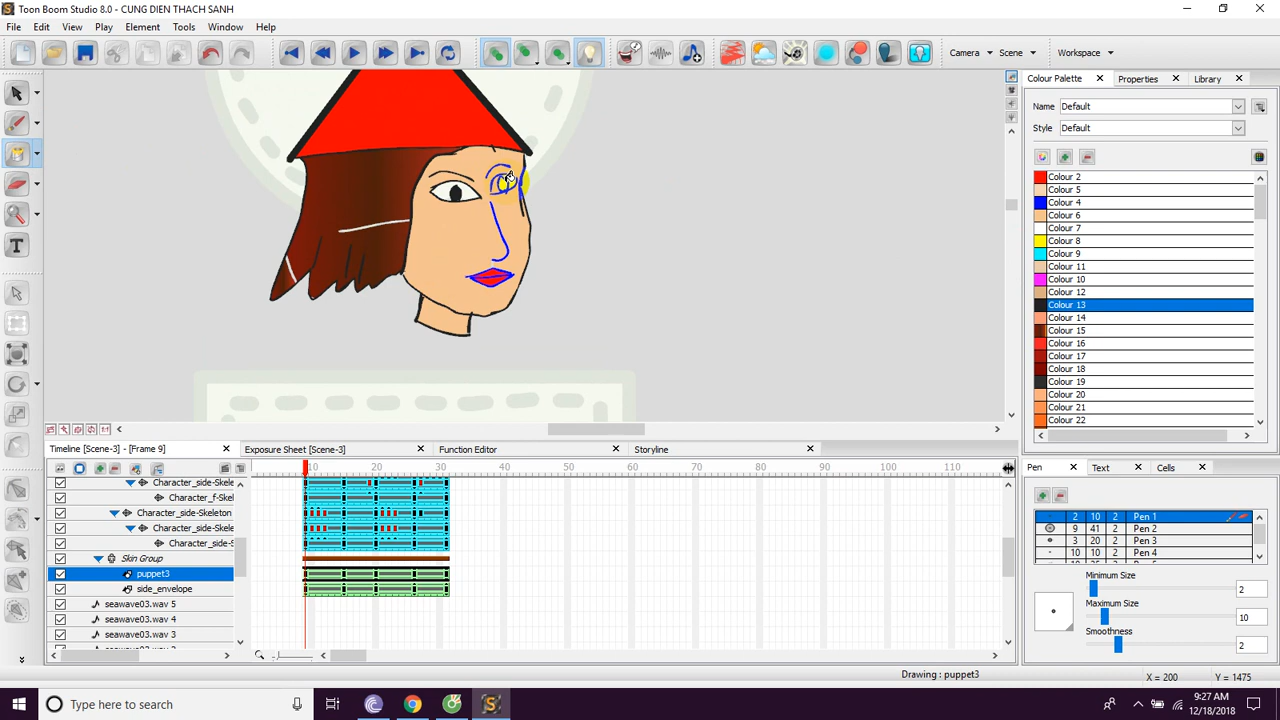 Toon Boom Studio 8.0 - CUNG DIEN THACH SANH
File Edit View Play Element Tools Window Help
Camera Scene Workspace
Colour Palette Properties Library
Name Default
Style Default
Colour 2
Colour 5
Colour 4
Colour 6
Colour 7
Colour 8
Colour 9
Colour 11
Colour 10
Colour 12
Colour 13
Colour 14
Colour 15
Colour 16
Colour 17
Colour 18
Colour 19
Colour 20
Colour 21
Colour 22
Timeline [Scene-3] - [Frame 9] Exposure Sheet [Scene-3] Function Editor Storyline
10 20 30 40 50 60 70 80 90 100 110
Character_side-Skele
Character_f-Skel
Character_side-Skeleton
Character_side-Skele
Character_side-S
Skin Group
puppet3
side_envelope
seawave03.wav 5
seawave03.wav 4
seawave03.wav 3
Pen Text Cells
2 10 2 Pen 1
9 41 2 Pen 2
3 20 3 Pen 3
10 10 2 Pen 4
Minimum Size
2
Maximum Size
10
Smoothness
2
Drawing : puppet3
X = 200 Y = 1475
Type here to search
9:27 AM
12/18/2018